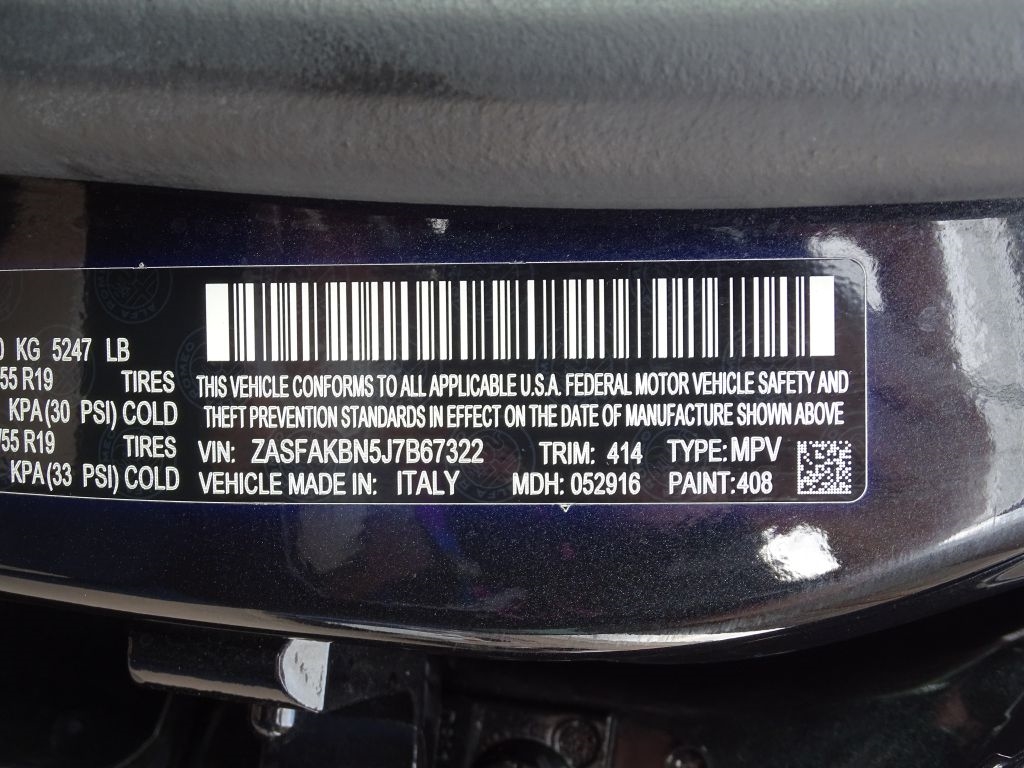 KG 5247 LB
55 R19 TIRES
KPA(30 PSI) COLD
/55 R19 TIRES
KPA(33 PSI) COLD
THIS VEHICLE CONFORMS TO ALL APPLICABLE U.S.A. FEDERAL MOTOR VEHICLE SAFETY AND
THEFT PREVENTION STANDARDS IN EFFECT ON THE DATE OF MANUFACTURE SHOWN ABOVE
VIN: ZASFAKBN5J7B67322 TRIM: 414 TYPE: MPV
VEHICLE MADE IN: ITALY MDH: 052916 PAINT:408